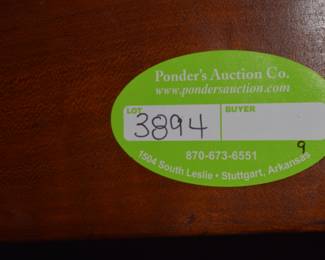 Ponder's Auction Co.
www.pondersauction.com
LOT BUYER
3894
870-673-6551
1504 South Leslie • Stuttgart, Arkansas
9